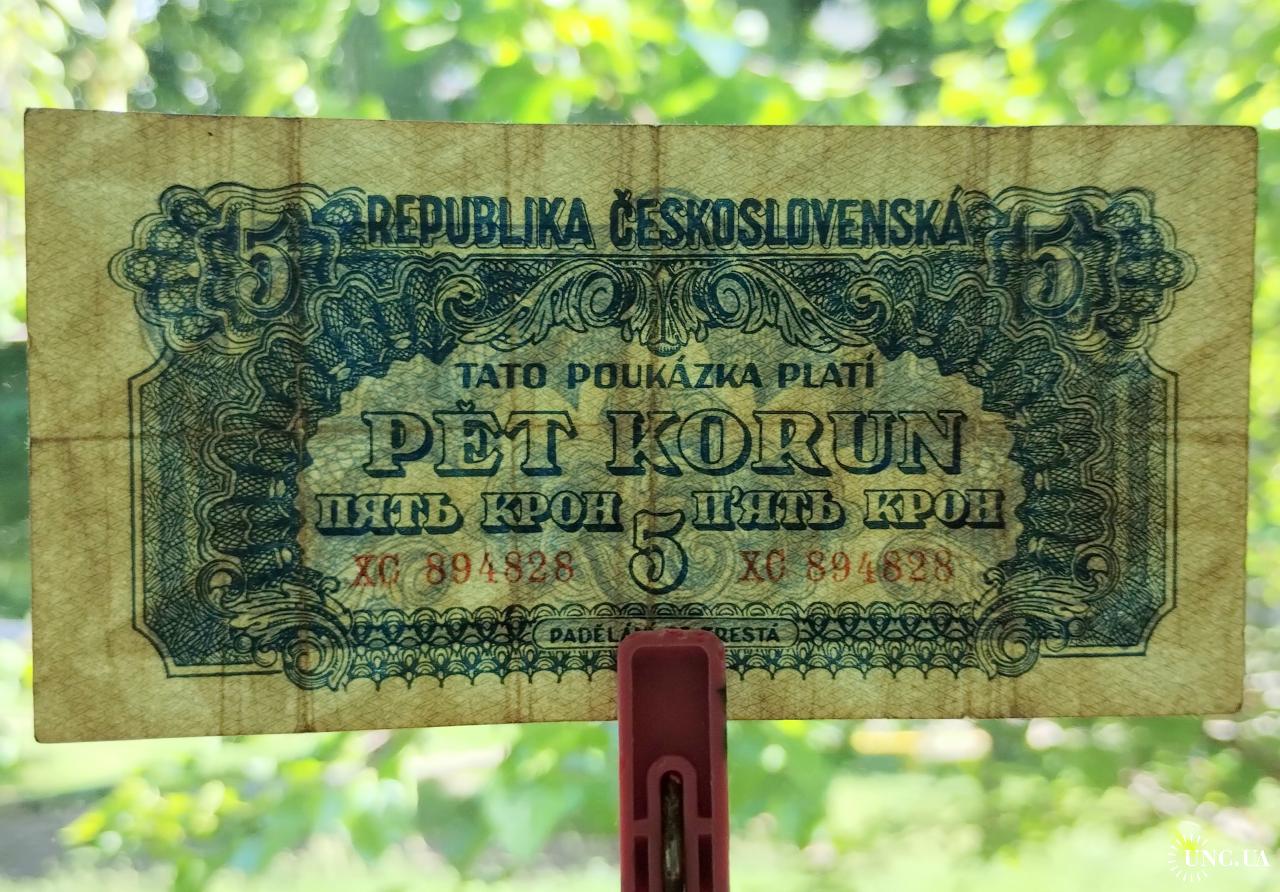 5 REPUBLIKA ČESKOSLOVENSKÁ 5
TATO POUKÁZKA PLATÍ
PĚT KORUN
ПЯТЬ КРОН П'ЯТЬ КРОН
5
XC 894828 XC 894828
UNC.UA